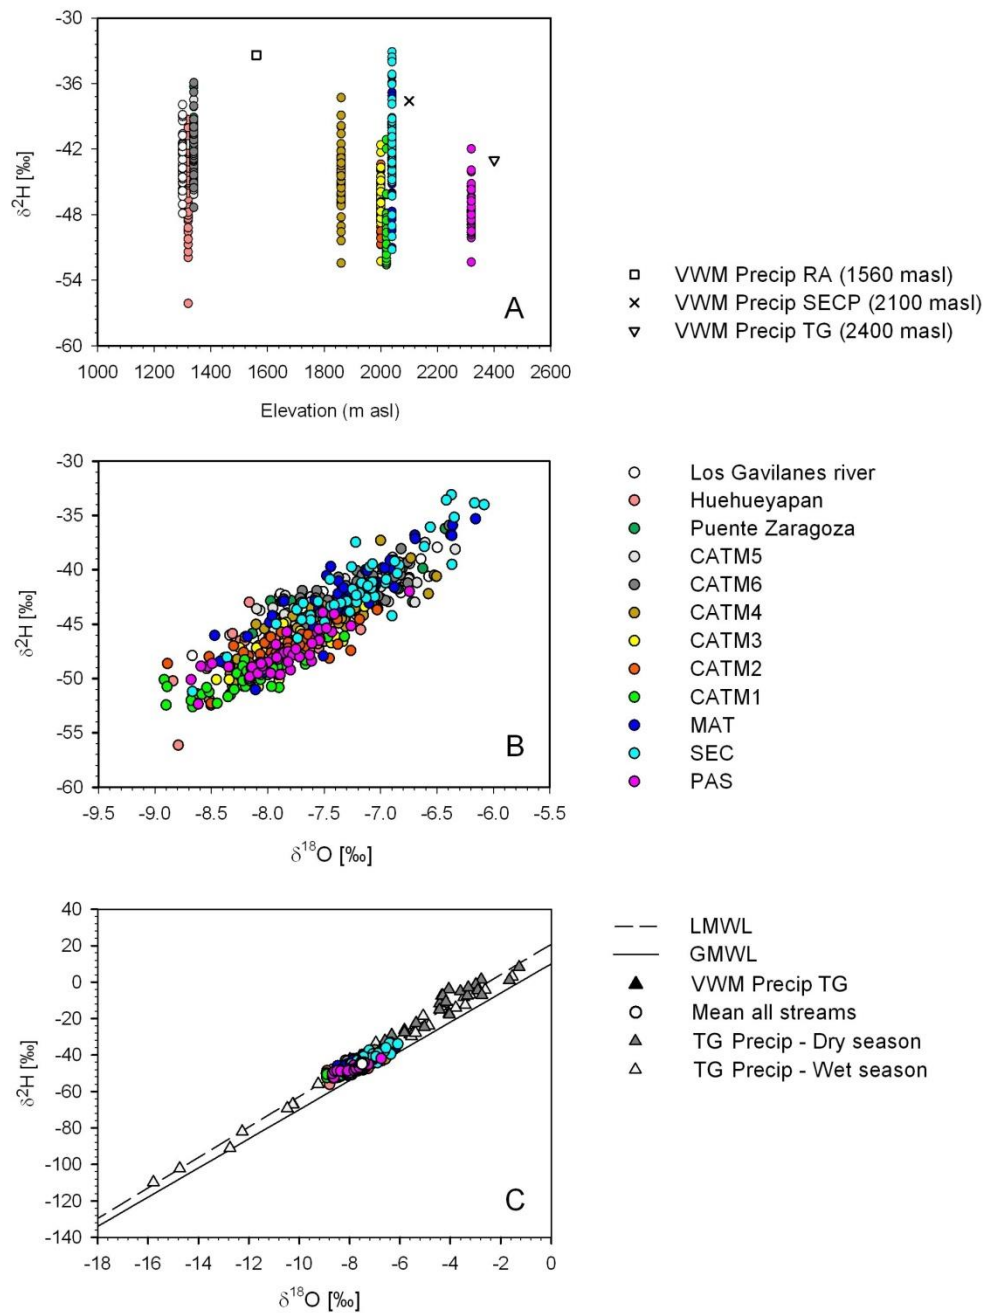 -30
-36
-42
-48
-54
-60
δ²H [‰]
A
1000 1200 1400 1600 1800 2000 2200 2400 2600
Elevation (m asl)
VWM Precip RA (1560 masl)
VWM Precip SECP (2100 masl)
VWM Precip TG (2400 masl)
-30
-35
-40
-45
-50
-55
-60
δ²H [‰]
B
-9.5 -9.0 -8.5 -8.0 -7.5 -7.0 -6.5 -6.0 -5.5
δ¹⁸O [‰]
Los Gavilanes river
Huehueyapan
Puente Zaragoza
CATM5
CATM6
CATM4
CATM3
CATM2
CATM1
MAT
SEC
PAS
40
20
0
-20
-40
-60
-80
-100
-120
-140
δ²H [‰]
C
-18 -16 -14 -12 -10 -8 -6 -4 -2 0
δ¹⁸O [‰]
LMWL
GMWL
VWM Precip TG
Mean all streams
TG Precip - Dry season
TG Precip - Wet season